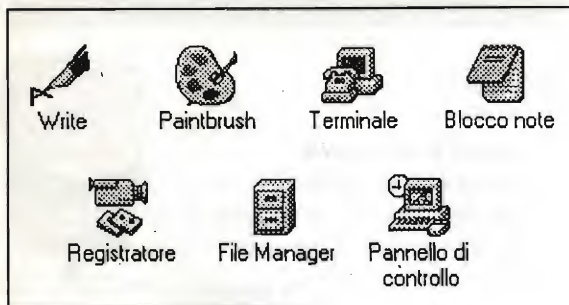 Write
Paintbrush
Terminale
Blocco note
Registratore
File Manager
Pannello di
controllo